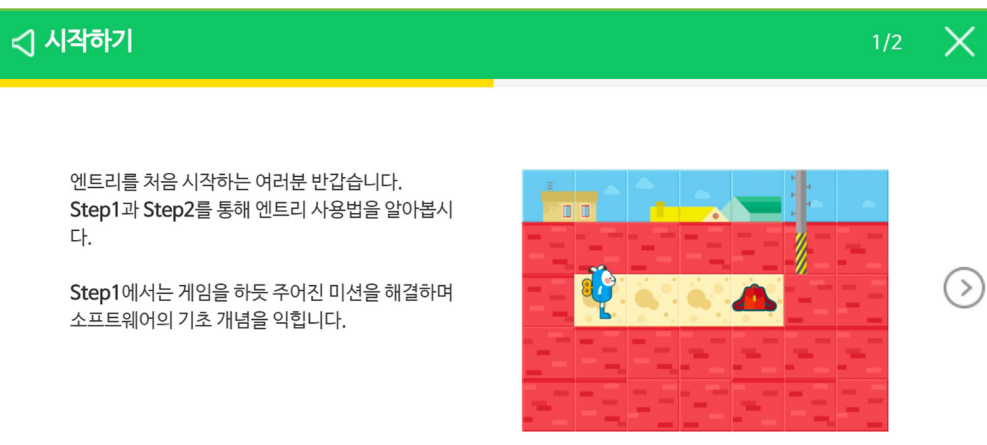 시작하기
1/2
엔트리를 처음 시작하는 여러분 반갑습니다.
Step1과 Step2를 통해 엔트리 사용법을 알아봅시
다.
Step1에서는 게임을 하듯 주어진 미션을 해결하며
소프트웨어의 기초 개념을 익힙니다.